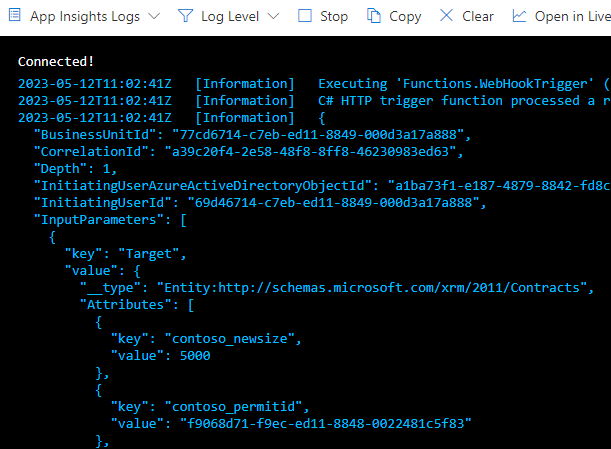 App Insights Logs Log Level Stop Copy Clear Open in Live
Connected!
2023-05-12T11:02:41Z   [Information]   Executing 'Functions.WebHookTrigger' (
2023-05-12T11:02:41Z   [Information]   C# HTTP trigger function processed a r
2023-05-12T11:02:41Z   [Information]   {
  "BusinessUnitId": "77cd6714-c7eb-ed11-8849-000d3a17a888",
  "CorrelationId": "a39c20f4-2e58-48f8-8ff8-46230983ed63",
  "Depth": 1,
  "InitiatingUserAzureActiveDirectoryObjectId": "a1ba73f1-e187-4879-8842-fd8c
  "InitiatingUserId": "69d46714-c7eb-ed11-8849-000d3a17a888",
  "InputParameters": [
    {
      "key": "Target",
      "value": {
        "__type": "Entity:http://schemas.microsoft.com/xrm/2011/Contracts",
        "Attributes": [
          {
            "key": "contoso_newsize",
            "value": 5000
          },
          {
            "key": "contoso_permitid",
            "value": "f9068d71-f9ec-ed11-8848-0022481c5f83"
          },